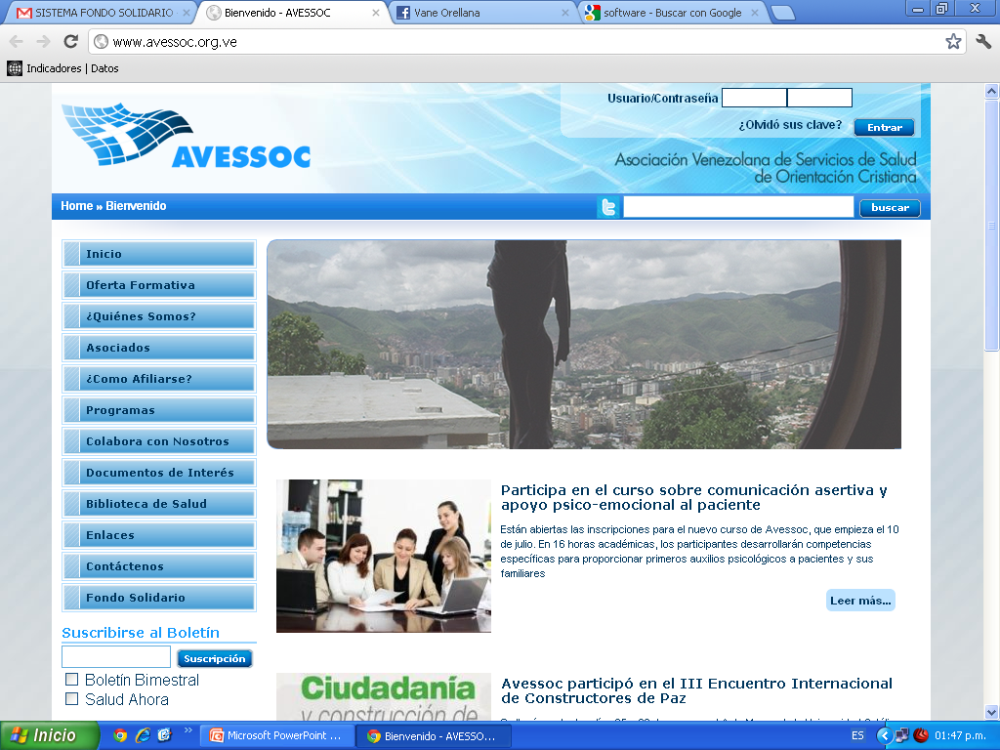 SISTEMA FONDO SOLIDARIO
Bienvenido - AVESSOC
Vane Orellana
software - Buscar con Google
www.avessoc.org.ve
Indicadores | Datos
AVESSOC
Usuario/Contraseña
¿Olvidó sus clave?
Entrar
Asociación Venezolana de Servicios de Salud
de Orientación Cristiana
Home » Bienvenido
buscar
Inicio
Oferta Formativa
¿Quiénes Somos?
Asociados
¿Como Afiliarse?
Programas
Colabora con Nosotros
Documentos de Interés
Biblioteca de Salud
Enlaces
Contáctenos
Fondo Solidario
Suscribirse al Boletín
Suscripción
Boletín Bimestral
Salud Ahora
Participa en el curso sobre comunicación asertiva y
apoyo psico-emocional al paciente
Están abiertas las inscripciones para el nuevo curso de Avessoc, que empieza el 10
de julio. En 16 horas académicas, los participantes desarrollarán competencias
específicas para proporcionar primeros auxilios psicológicos a pacientes y sus
familiares
Leer más...
Ciudadanía
y construcción de
Avessoc participó en el III Encuentro Internacional
de Constructores de Paz
Inicio
Microsoft PowerPoint ...
Bienvenido - AVESSO...
ES
01:47 p.m.